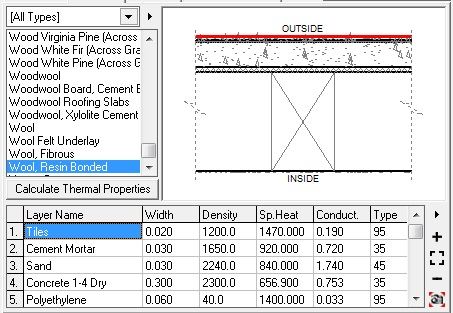 [All Types]
Wood Virginia Pine (Across
Wood White Fir (Across Gra
Wood White Pine (Across G
Woodwool
Woodwool Board, Cement B
Woodwool Roofing Slabs
Woodwool, Xylolite Cement
Wool
Wool Felt Underlay
Wool, Fibrous
Wool, Resin Bonded
Calculate Thermal Properties
OUTSIDE
INSIDE
Layer Name Width Density Sp.Heat Conduct. Type
1. Tiles 0.020 1200.0 1470.000 0.190 95
2. Cement Mortar 0.030 1650.0 920.000 0.720 35
3. Sand 0.030 2240.0 840.000 1.740 45
4. Concrete 1-4 Dry 0.300 2300.0 656.900 0.753 35
5. Polyethylene 0.060 40.0 1400.000 0.033 95